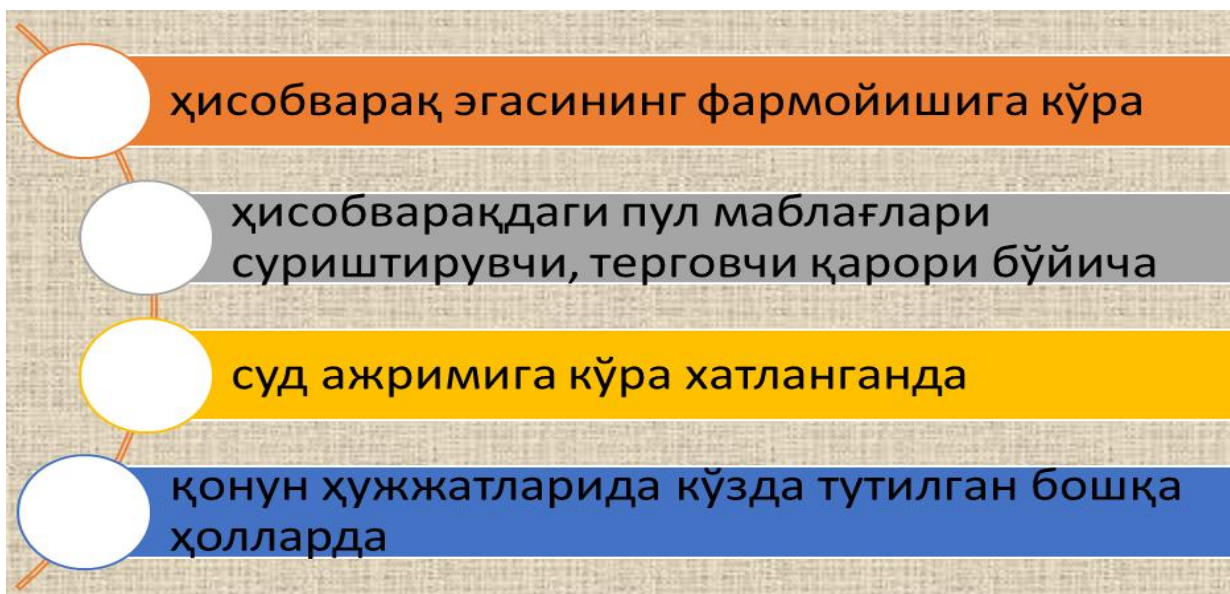 ҳисобварақ эгасининг фармойишига кўра
ҳисобварақдаги пул маблағлари
суриштирувчи, терговчи қарори бўйича
суд ажримига кўра хатланганда
қонун ҳужжатларида кўзда тутилган бошқа
ҳолларда